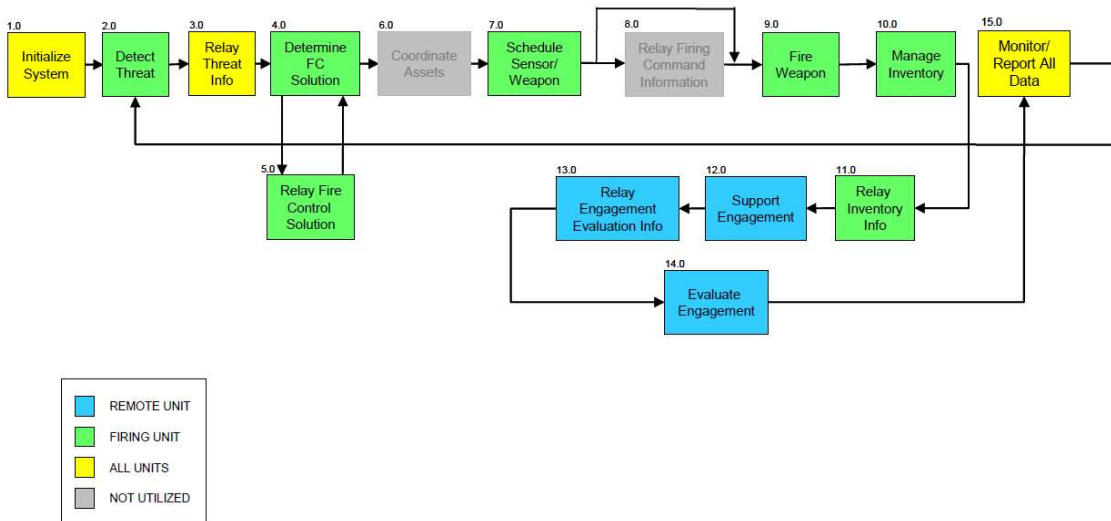 1.0
Initialize
System
2.0
Detect
Threat
3.0
Relay
Threat
Info
4.0
Determine
FC
Solution
6.0
Coordinate
Assets
7.0
Schedule
Sensor/
Weapon
8.0
Relay Firing
Command
Information
9.0
Fire
Weapon
10.0
Manage
Inventory
15.0
Monitor/
Report All
Data
5.0
Relay Fire
Control
Solution
13.0
Relay
Engagement
Evaluation Info
12.0
Support
Engagement
11.0
Relay
Inventory
Info
14.0
Evaluate
Engagement
REMOTE UNIT
FIRING UNIT
ALL UNITS
NOT UTILIZED